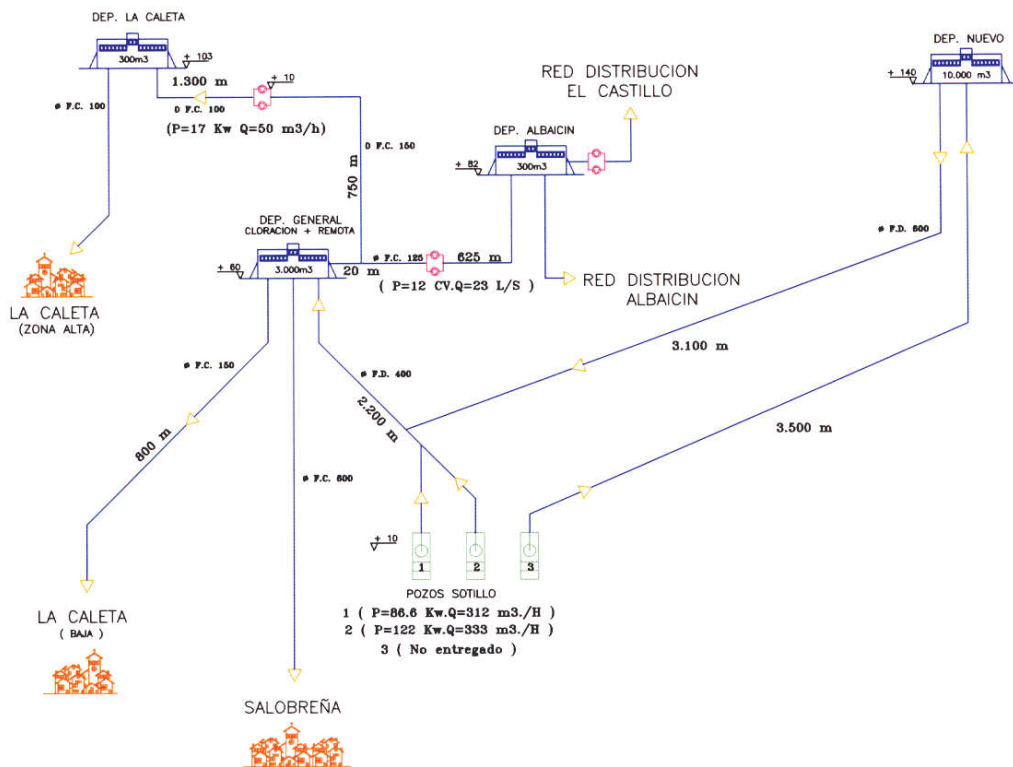 DEP. LA CALETA
300m3
+ 103
1.300 m
+ 10
ø F.C. 100
D F.C. 100
(P=17 Kw Q=50 m3/h)
D F.C. 150
750 m
RED DISTRIBUCION
EL CASTILLO
DEP. NUEVO
+ 140
10.000 m3
DEP. ALBAICIN
+ 82
300m3
DEP. GENERAL
CLORACION + REMOTA
+ 60
3.000m3
20 m
ø F.C. 125
625 m
( P=12 CV.Q=23 L/S )
RED DISTRIBUCION
ALBAICIN
ø F.D. 600
LA CALETA
(ZONA ALTA)
ø F.C. 150
800 m
ø F.D. 400
2.200 m
3.100 m
3.500 m
ø F.C. 600
+ 10
1
2
3
POZOS SOTILLO
1 ( P=86.6 Kw.Q=312 m3./H )
2 ( P=122 Kw.Q=333 m3./H )
3 ( No entregado )
LA CALETA
( BAJA )
SALOBREÑA